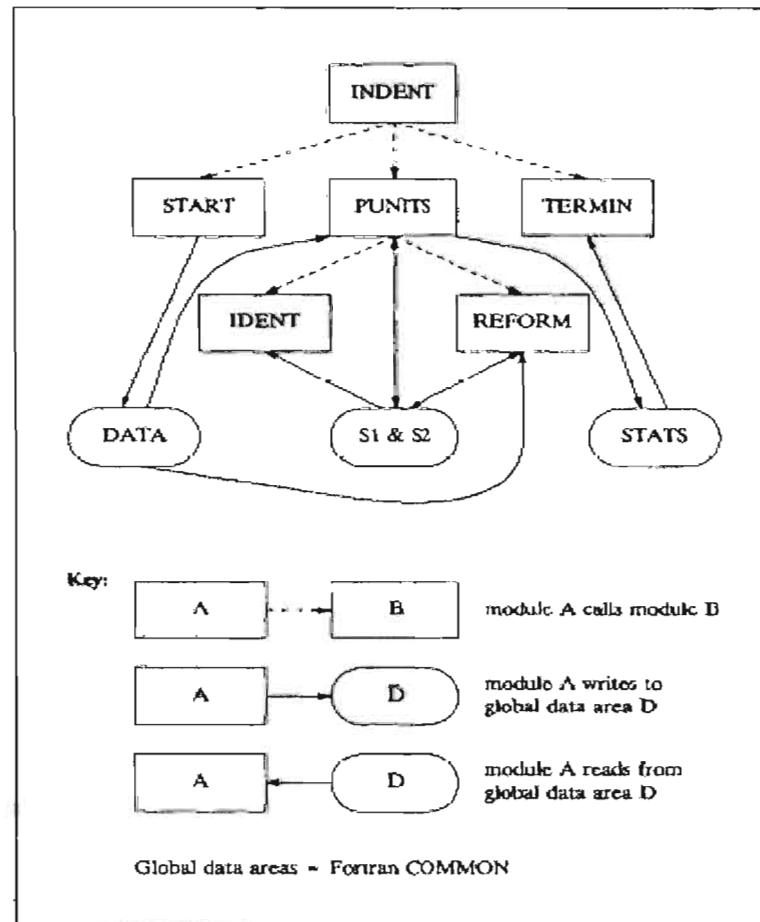 INDENT
START PUNITS TERMIN
IDENT REFORM
DATA S1 & S2 STATS
Key:
A B module A calls module B
A D module A writes to
global data area D
A D module A reads from
global data area D
Global data areas = Fortran COMMON